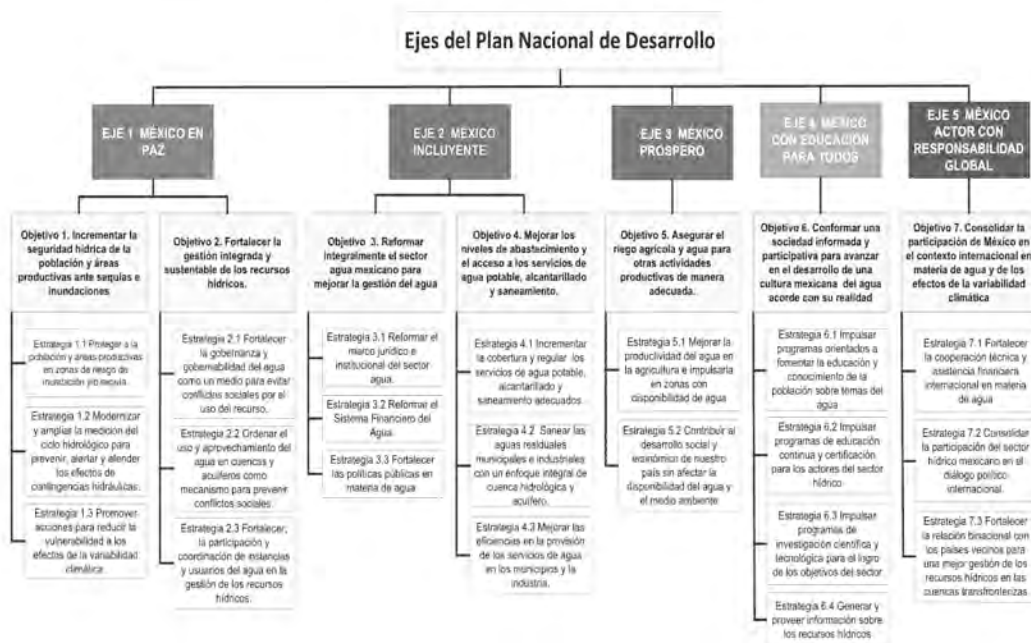 Ejes del Plan Nacional de Desarrollo
EJE 1 MÉXICO EN
PAZ
EJE 2 MÉXICO
INCLUYENTE
EJE 3 MÉXICO
PROSPERO
EJE 4 MÉXICO
CON EDUCACIÓN
PARA TODOS
EJE 5 MÉXICO
ACTOR CON
RESPONSABILIDAD
GLOBAL
Objetivo 1. Incrementar la
seguridad hídrica de la
población y áreas
productivas ante sequias e
inundaciones
Estrategia 1.1 Proteger a la
población y áreas productivas
en zonas de riesgo de
inundación y/o sequía.
Estrategia 1.2 Modernizar
y ampliar la medición del
ciclo hidrológico para
prevenir, alertar y atender
los efectos de
contingencias hidráulicas.
Estrategia 1.3 Promover
acciones para reducir la
vulnerabilidad a los
efectos de la variabilidad
climática.
Objetivo 2. Fortalecer la
gestión integrada y
sustentable de los recursos
hídricos.
Estrategia 2.1 Fortalecer
la gobernanza y
gobernabilidad del agua
como un medio para evitar
conflictos sociales por el
uso del recurso.
Estrategia 2.2 Ordenar el
uso y aprovechamiento del
agua en cuencas y
acuíferos como
mecanismo para prevenir
conflictos sociales.
Estrategia 2.3 Fortalecer,
la participación y
coordinación de instancias
y usuarios del agua en la
gestión de los recursos
hídricos.
Objetivo 3. Reformar
integralmente el sector
agua mexicano para
mejorar la gestión del agua
Estrategia 3.1 Reformar
el marco jurídico e
institucional del sector
agua.
Estrategia 3.2 Reformar el
Sistema Financiero del
Agua.
Estrategia 3.3 Fortalecer
las políticas públicas en
materia de agua
Objetivo 4. Mejorar los
niveles de abastecimiento y
el acceso a los servicios de
agua potable, alcantarillado
y saneamiento.
Estrategia 4.1 Incrementar
la cobertura y regular los
servicios de agua potable,
alcantarillado y
saneamiento adecuados.
Estrategia 4.2 Sanear las
aguas residuales
municipales e industriales
con un enfoque integral de
cuenca hidrológica y
acuífero.
Estrategia 4.3 Mejorar las
eficiencias en la provisión
de los servicios de agua
en los municipios y la
industria.
Objetivo 5. Asegurar el
riego agrícola y agua para
otras actividades
productivas de manera
adecuada.
Estrategia 5.1 Mejorar la
productividad del agua en
la agricultura e impulsarla
en zonas con
disponibilidad de agua
Estrategia 5.2 Contribuir al
desarrollo social y
económico de nuestro
país sin afectar la
disponibilidad del agua y
el medio ambiente
Objetivo 6. Conformar una
sociedad informada y
participativa para avanzar
en el desarrollo de una
cultura mexicana del agua
acorde con su realidad
Estrategia 6.1 Impulsar
programas orientados a
fomentar la educación y
conocimiento de la
población sobre temas del
agua
Estrategia 6.2 Impulsar
programas de educación
continua y certificación
para los actores del sector
hídrico
Estrategia 6.3 Impulsar
programas de
investigación científica y
tecnológica para el logro
de los objetivos del sector
Estrategia 6.4 Generar y
proveer información sobre
los recursos hídricos
Objetivo 7. Consolidar la
participación de México en
el contexto internacional en
materia de agua y de los
efectos de la variabilidad
climática
Estrategia 7.1 Fortalecer
la cooperación técnica y
asistencia financiera
internacional en materia
de agua
Estrategia 7.2 Consolidar
la participación del sector
hídrico mexicano en el
diálogo político
internacional.
Estrategia 7.3 Fortalecer
la relación binacional con
los países vecinos para
una mejor gestión de los
recursos hídricos en las
cuencas transfronterizas